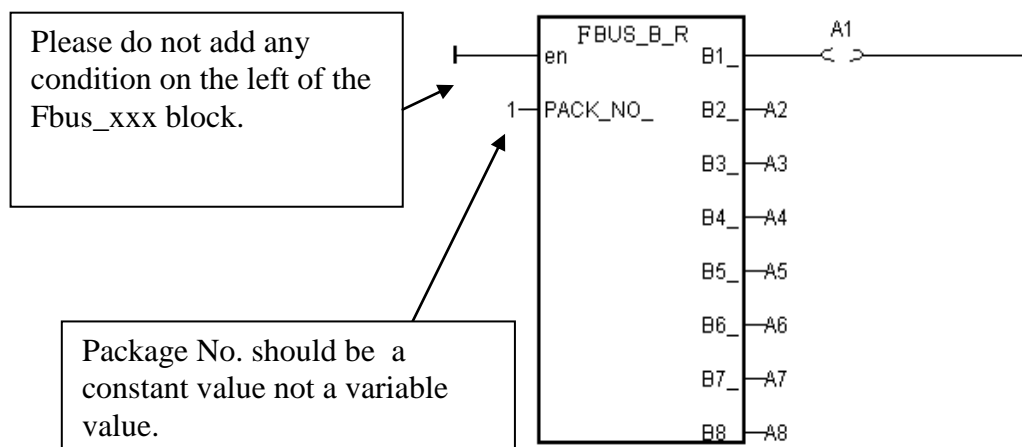 Please do not add any
condition on the left of the
Fbus_xxx block.
FBUS_B_R
A1
en
B1_
1
PACK_NO_
B2_
A2
B3_
A3
B4_
A4
B5_
A5
B6_
A6
B7_
A7
B8
A8
Package No. should be a
constant value not a variable
value.